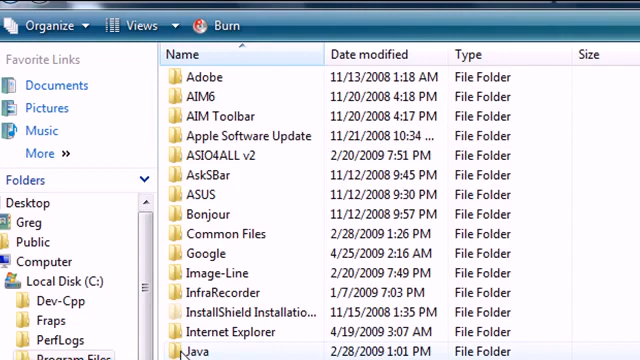 Organize Views Burn
Favorite Links
Documents
Pictures
Music
More »
Folders
Desktop
Greg
Public
Computer
Local Disk (C:)
Dev-Cpp
Fraps
PerfLogs
Program Files
Name Date modified Type Size
Adobe 11/13/2008 1:18 AM File Folder
AIM6 11/20/2008 4:18 PM File Folder
AIM Toolbar 11/20/2008 4:17 PM File Folder
Apple Software Update 11/21/2008 10:34 ... File Folder
ASIO4ALL v2 2/20/2009 7:51 PM File Folder
AskSBar 11/12/2008 9:45 PM File Folder
ASUS 11/12/2008 9:30 PM File Folder
Bonjour 11/12/2008 9:57 PM File Folder
Common Files 2/28/2009 1:26 PM File Folder
Google 4/25/2009 2:16 AM File Folder
Image-Line 2/20/2009 7:49 PM File Folder
InfraRecorder 1/7/2009 7:03 PM File Folder
InstallShield Installatio... 11/15/2008 1:35 PM File Folder
Internet Explorer 4/19/2009 3:07 AM File Folder
Java 2/28/2009 1:01 PM File Folder